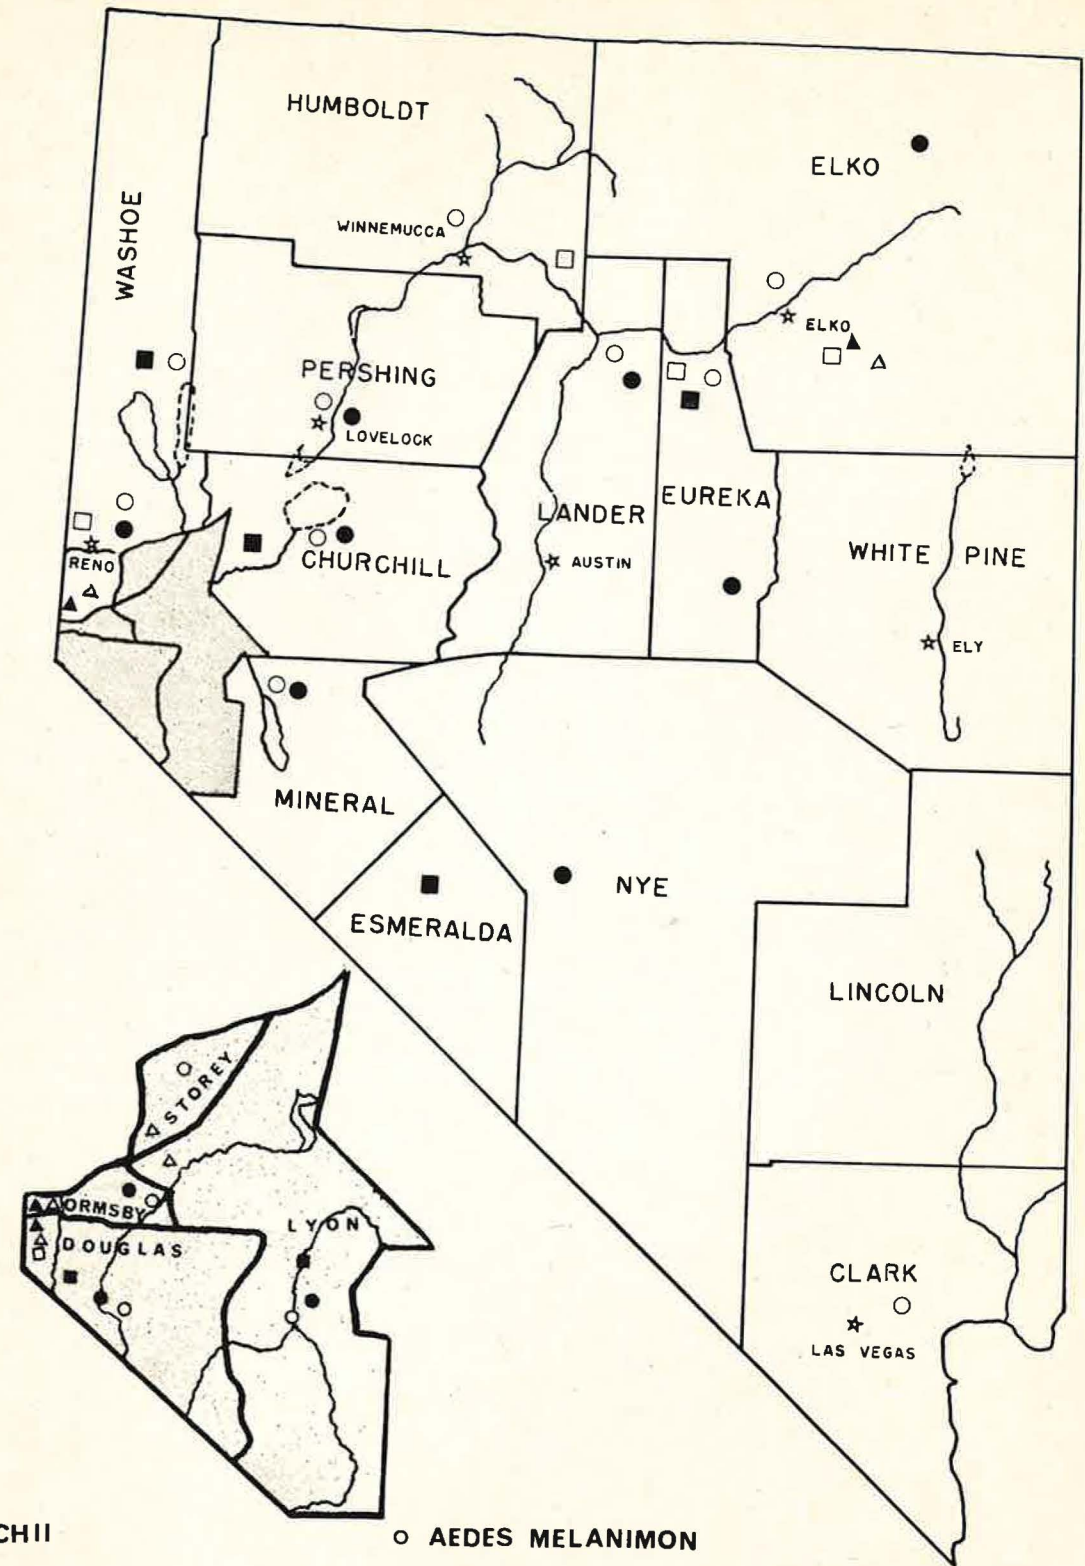 HUMBOLDT
ELKO
WASHOE
WINNEMUCCA
ELKO
PERSHING
LOVELOCK
EUREKA
LANDER
WHITE PINE
CHURCHILL
RENO
AUSTIN
ELY
MINERAL
NYE
ESMERALDA
LINCOLN
STOREY
ORMSBY
LYON
DOUGLAS
CLARK
LAS VEGAS
CHII
AEDES MELANIMON